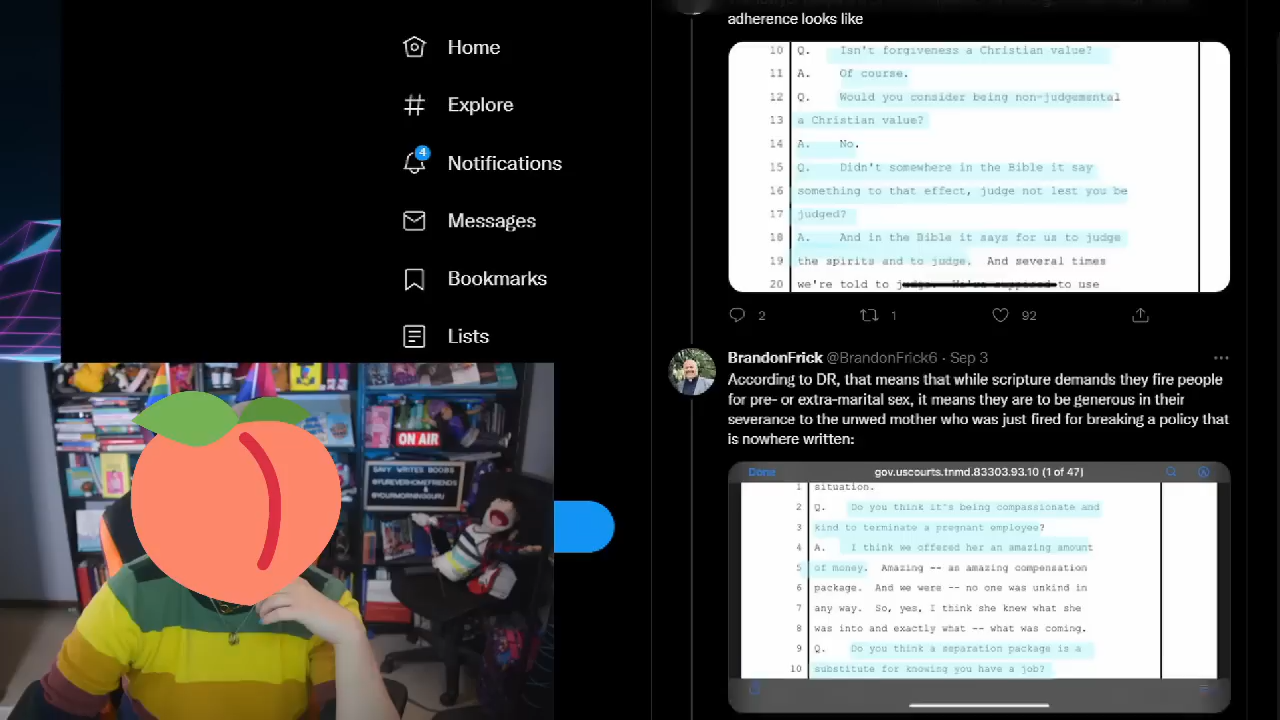 Home
Explore
4
Notifications
Messages
Bookmarks
Lists
ON AIR
SAVY WRITES BOOBS
@FUREVERHOMEFRIENDS
&
@YOURMORNINGGURU
adherence looks like
10 Q. Isn't forgiveness a Christian value?
11 A. Of course.
12 Q. Would you consider being non-judgemental
13 a Christian value?
14 A. No.
15 Q. Didn't somewhere in the Bible it say
16 something to that effect, judge not lest you be
17 judged?
18 A. And in the Bible it says for us to judge
19 the spirits and to judge. And several times
20 we're told to judge. We're supposed to use
2 1 92
BrandonFrick @BrandonFrick6 · Sep 3
According to DR, that means that while scripture demands they fire people
for pre- or extra-marital sex, it means they are to be generous in their
severance to the unwed mother who was just fired for breaking a policy that
is nowhere written:
Done gov.uscourts.tnmd.83303.93.10 (1 of 47)
1 situation.
2 Q. Do you think it's being compassionate and
3 kind to terminate a pregnant employee?
4 A. I think we offered her an amazing amount
5 of money. Amazing -- as amazing compensation
6 package. And we were -- no one was unkind in
7 any way. So, yes, I think she knew what she
8 was into and exactly what -- what was coming.
9 Q. Do you think a separation package is a
10 substitute for knowing you have a job?